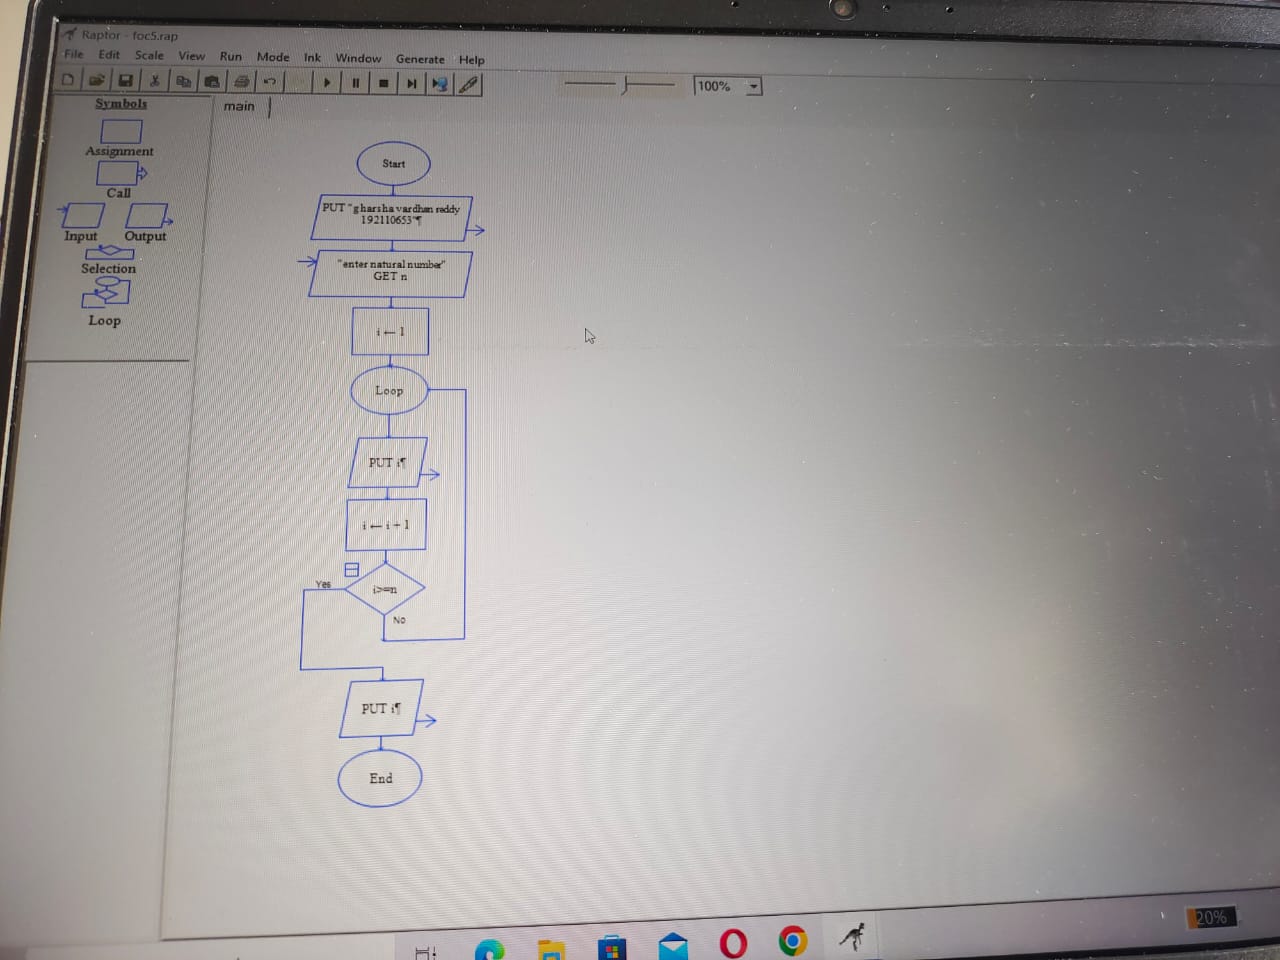 Raptor - foc5.rap
File Edit Scale View Run Mode Ink Window Generate Help
100%
Symbols
main
Assignment
Call
Input Output
Selection
Loop
Start
PUT "gharsha vardhan reddy
192110653"¶
"enter natural number"
GET n
i ← 1
Loop
PUT i¶
i ← i + 1
Yes
i>=n
No
PUT i¶
End
20%